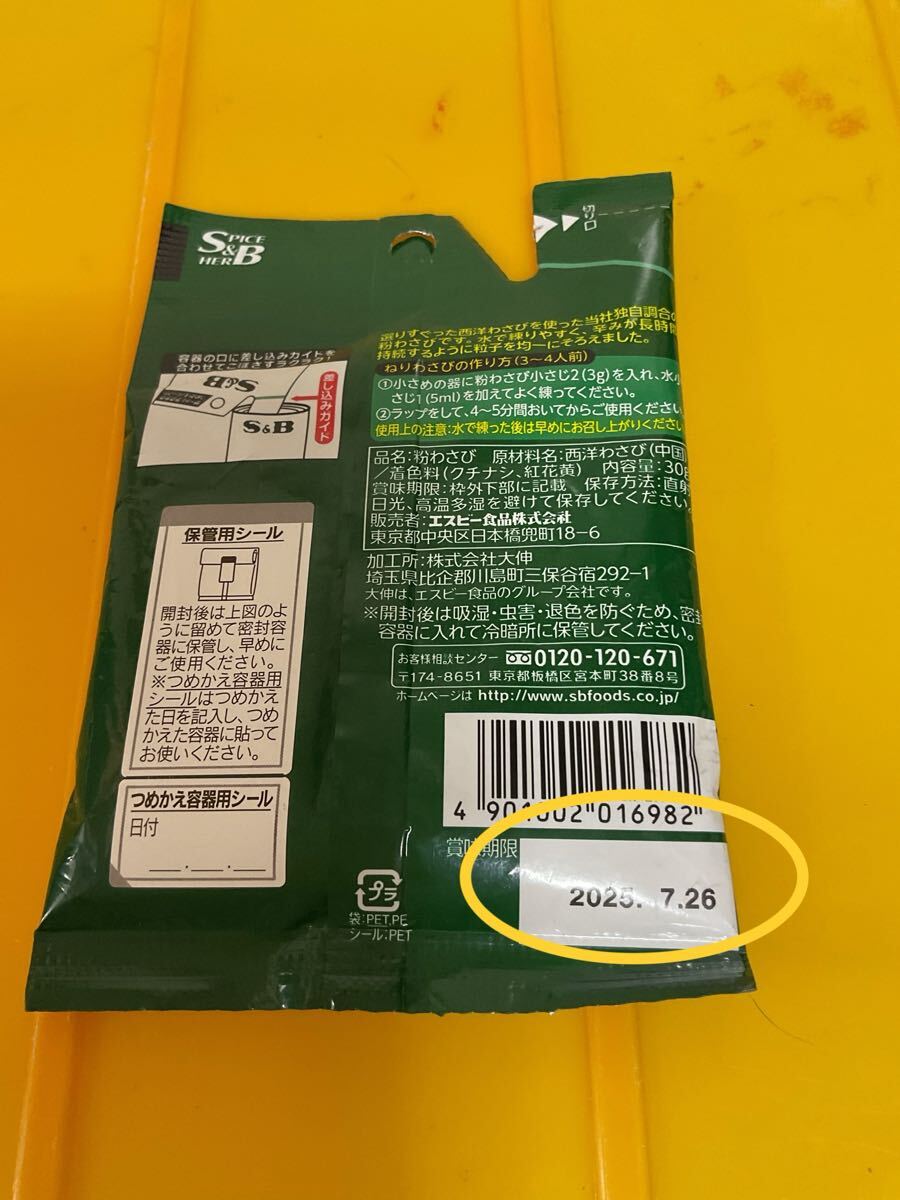 SPICE
&
HERB
切り口
選りすぐった西洋わさびを使った当社独自調合の
粉わさびです。水で練りやすく、辛みが長時間
持続するように粒子を均一にそろえました。
ねりわさびの作り方(3〜4人前)
①小さめの器に粉わさび小さじ2(3g)を入れ、水小
さじ1(5ml)を加えてよく練ってください。
②ラップをして、4〜5分間おいてからご使用ください
使用上の注意:水で練った後は早めにお召し上がりください
容器の口に差し込みガイドを
合わせてこぼさずラクラク!
S&B
S&B
差し込みガイド
品名:粉わさび 原材料名:西洋わさび(中国
/着色料(クチナシ、紅花黄) 内容量:30g
賞味期限:枠外下部に記載 保存方法:直射
日光、高温多湿を避けて保存してください。
販売者:エスビー食品株式会社
東京都中央区日本橋兜町18-6
加工所:株式会社大伸
埼玉県比企郡川島町三保谷宿292-1
大伸は、エスビー食品のグループ会社です。
※開封後は吸湿・虫害・退色を防ぐため、密封
容器に入れて冷暗所に保管してください。
お客様相談センター 0120-120-671
〒174-8651 東京都板橋区宮本町38番8号
ホームページは http://www.sbfoods.co.jp/
保管用シール
開封後は上図のよ
うに留めて密封容
器に保管し、早めに
ご使用ください。
※つめかえ容器用
シールはつめかえ
た日を記入し、つめ
かえた容器に貼って
お使いください。
つめかえ容器用シール
日付
. .
4 901002 016982
賞味期限
2025. 7.26
プラ
袋:PET,PE
シール:PET